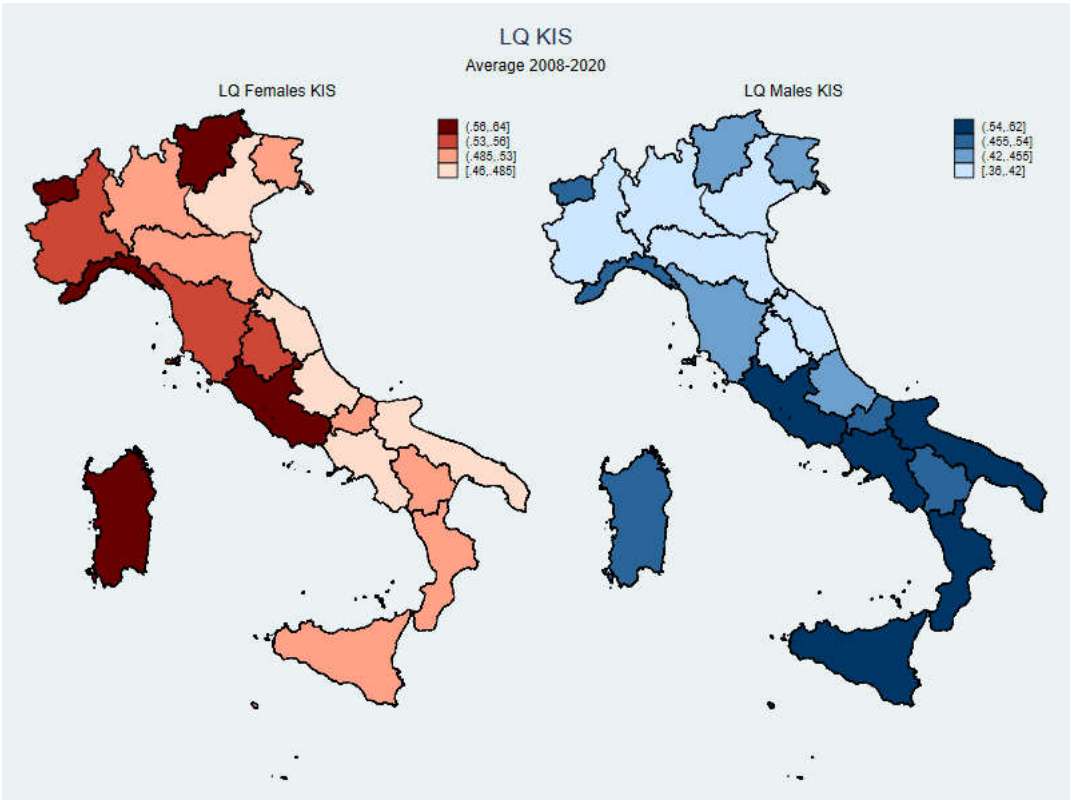 LQ KIS
Average 2008-2020
LQ Females KIS
(.56,.64]
(.53,.56]
(.485,.53]
[.46,.485]
LQ Males KIS
(.54,.62]
(.455,.54]
(.42,.455]
[.36,.42]